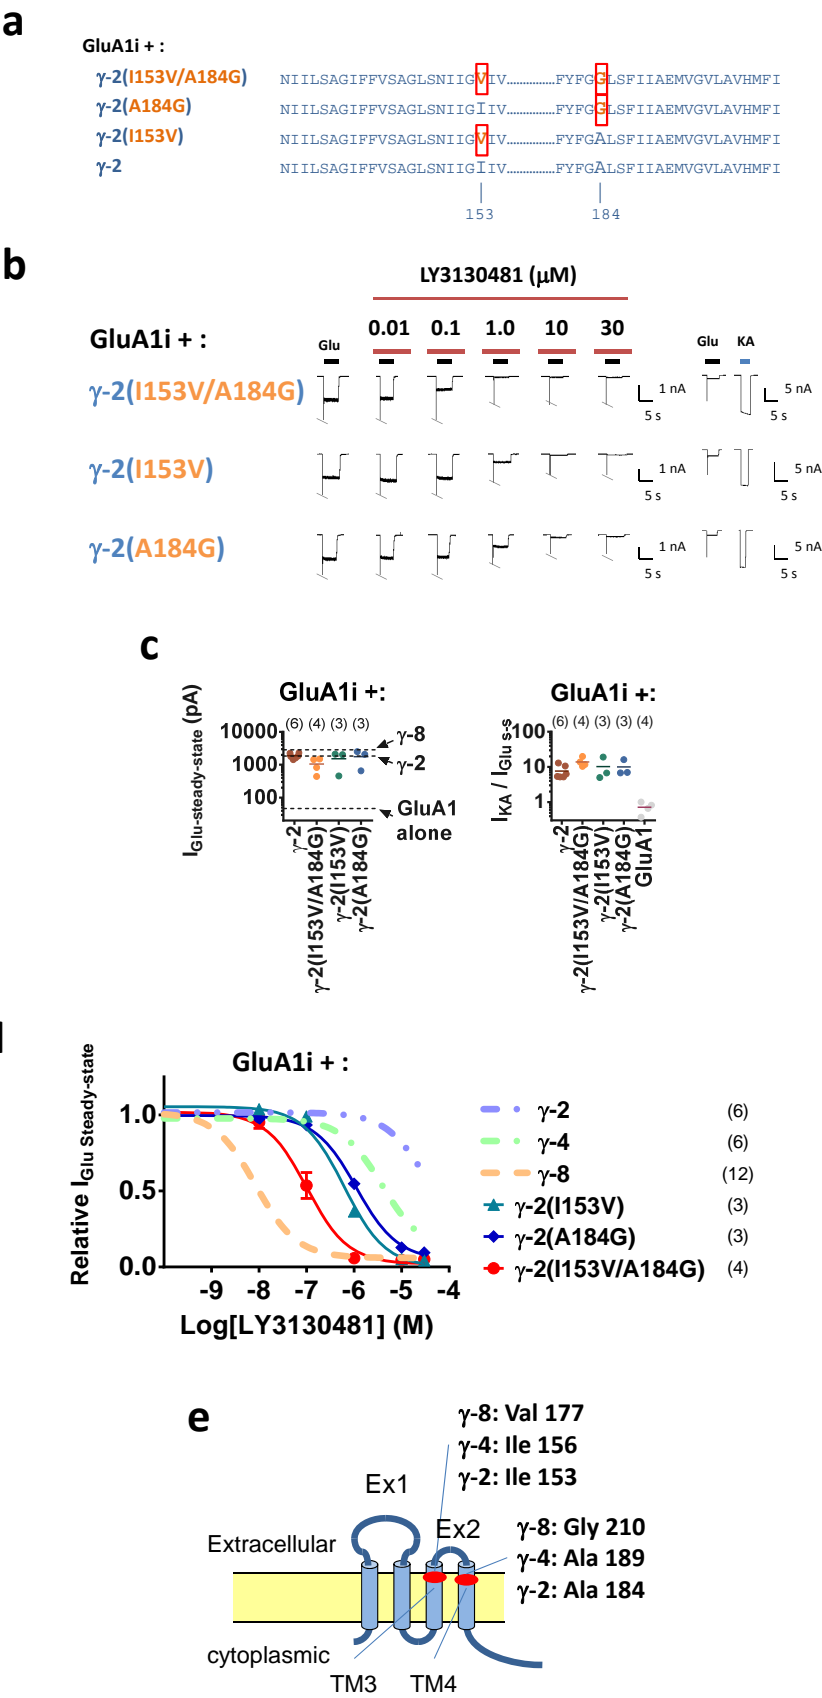 a
GluA1i + :
γ-2(I153V/A184G) NIILSAGIFFVSAGLSNIIGVIV...............FYFGGLSFIIAEMVGVLAVHMFI
γ-2(A184G) NIILSAGIFFVSAGLSNIIGIIV...............FYFGGLSFIIAEMVGVLAVHMFI
γ-2(I153V) NIILSAGIFFVSAGLSNIIGVIV...............FYFGALSFIIAEMVGVLAVHMFI
γ-2 NIILSAGIFFVSAGLSNIIGIIV...............FYFGALSFIIAEMVGVLAVHMFI
153 184
b
LY3130481 (μM)
GluA1i + : Glu 0.01 0.1 1.0 10 30 Glu KA
γ-2(I153V/A184G) 1 nA 5 s 5 nA 5 s
γ-2(I153V) 1 nA 5 s 5 nA 5 s
γ-2(A184G) 1 nA 5 s 5 nA 5 s
c
GluA1i +:
IGlu-steady-state (pA)
(6) (4) (3) (3)
10000
1000
100
γ-8
γ-2
GluA1 alone
γ-2
γ-2(I153V/A184G)
γ-2(I153V)
γ-2(A184G)
GluA1i +:
IKA / IGlu s-s
(6) (4) (3) (3) (4)
100
10
1
γ-2
γ-2(I153V/A184G)
γ-2(I153V)
γ-2(A184G)
GluA1
GluA1i + :
Relative IGlu Steady-state
1.0
0.5
0.0
-9 -8 -7 -6 -5 -4
Log[LY3130481] (M)
γ-2 (6)
γ-4 (6)
γ-8 (12)
γ-2(I153V) (3)
γ-2(A184G) (3)
γ-2(I153V/A184G) (4)
e
γ-8: Val 177
γ-4: Ile 156
γ-2: Ile 153
Ex1
Ex2
γ-8: Gly 210
γ-4: Ala 189
γ-2: Ala 184
Extracellular
cytoplasmic
TM3 TM4